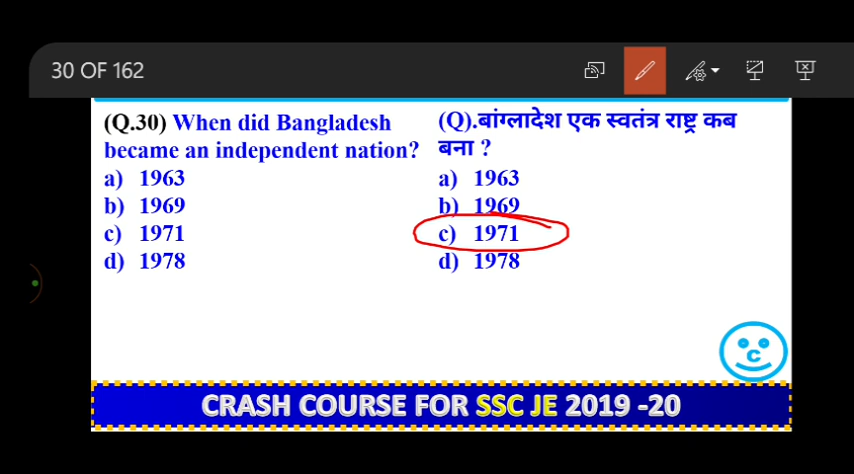 30 OF 162
(Q.30) When did Bangladesh
became an independent nation?
a) 1963
b) 1969
c) 1971
d) 1978
(Q).बांग्लादेश एक स्वतंत्र राष्ट्र कब
बना ?
a) 1963
b) 1969
c) 1971
d) 1978
C
CRASH COURSE FOR SSC JE 2019 -20